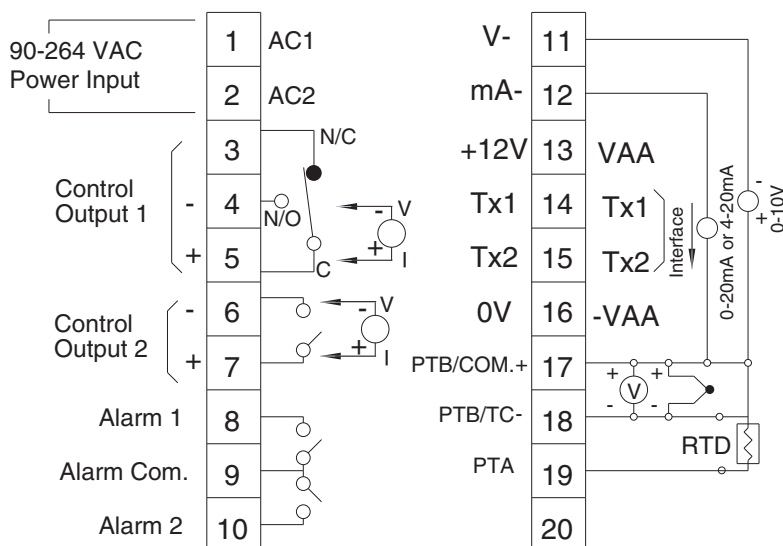 90-264 VAC
Power Input
1
AC1
2
AC2
3
N/C
Control
Output 1
-
4
N/O
- V
+
5
C
+ I
Control
Output 2
-
6
- V
+
7
+ I
Alarm 1
8
Alarm Com.
9
Alarm 2
10
V-
11
mA-
12
+12V
13
VAA
Tx1
14
Tx1
Tx2
15
Tx2
Interface
0V
16
-VAA
0-20mA or 4-20mA
- +
0-10V
PTB/COM.+
17
+ V -
+ -
PTB/TC-
18
RTD
PTA
19
20